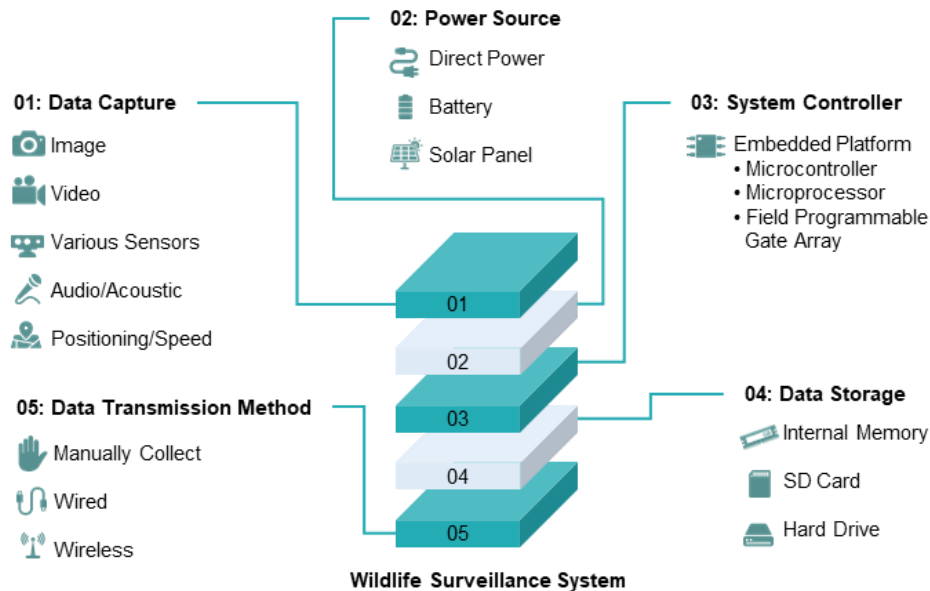 02: Power Source
Direct Power
Battery
Solar Panel
01: Data Capture
Image
Video
Various Sensors
Audio/Acoustic
Positioning/Speed
03: System Controller
Embedded Platform
• Microcontroller
• Microprocessor
• Field Programmable
Gate Array
01
02
03
04
05
05: Data Transmission Method
Manually Collect
Wired
Wireless
04: Data Storage
Internal Memory
SD Card
Hard Drive
Wildlife Surveillance System